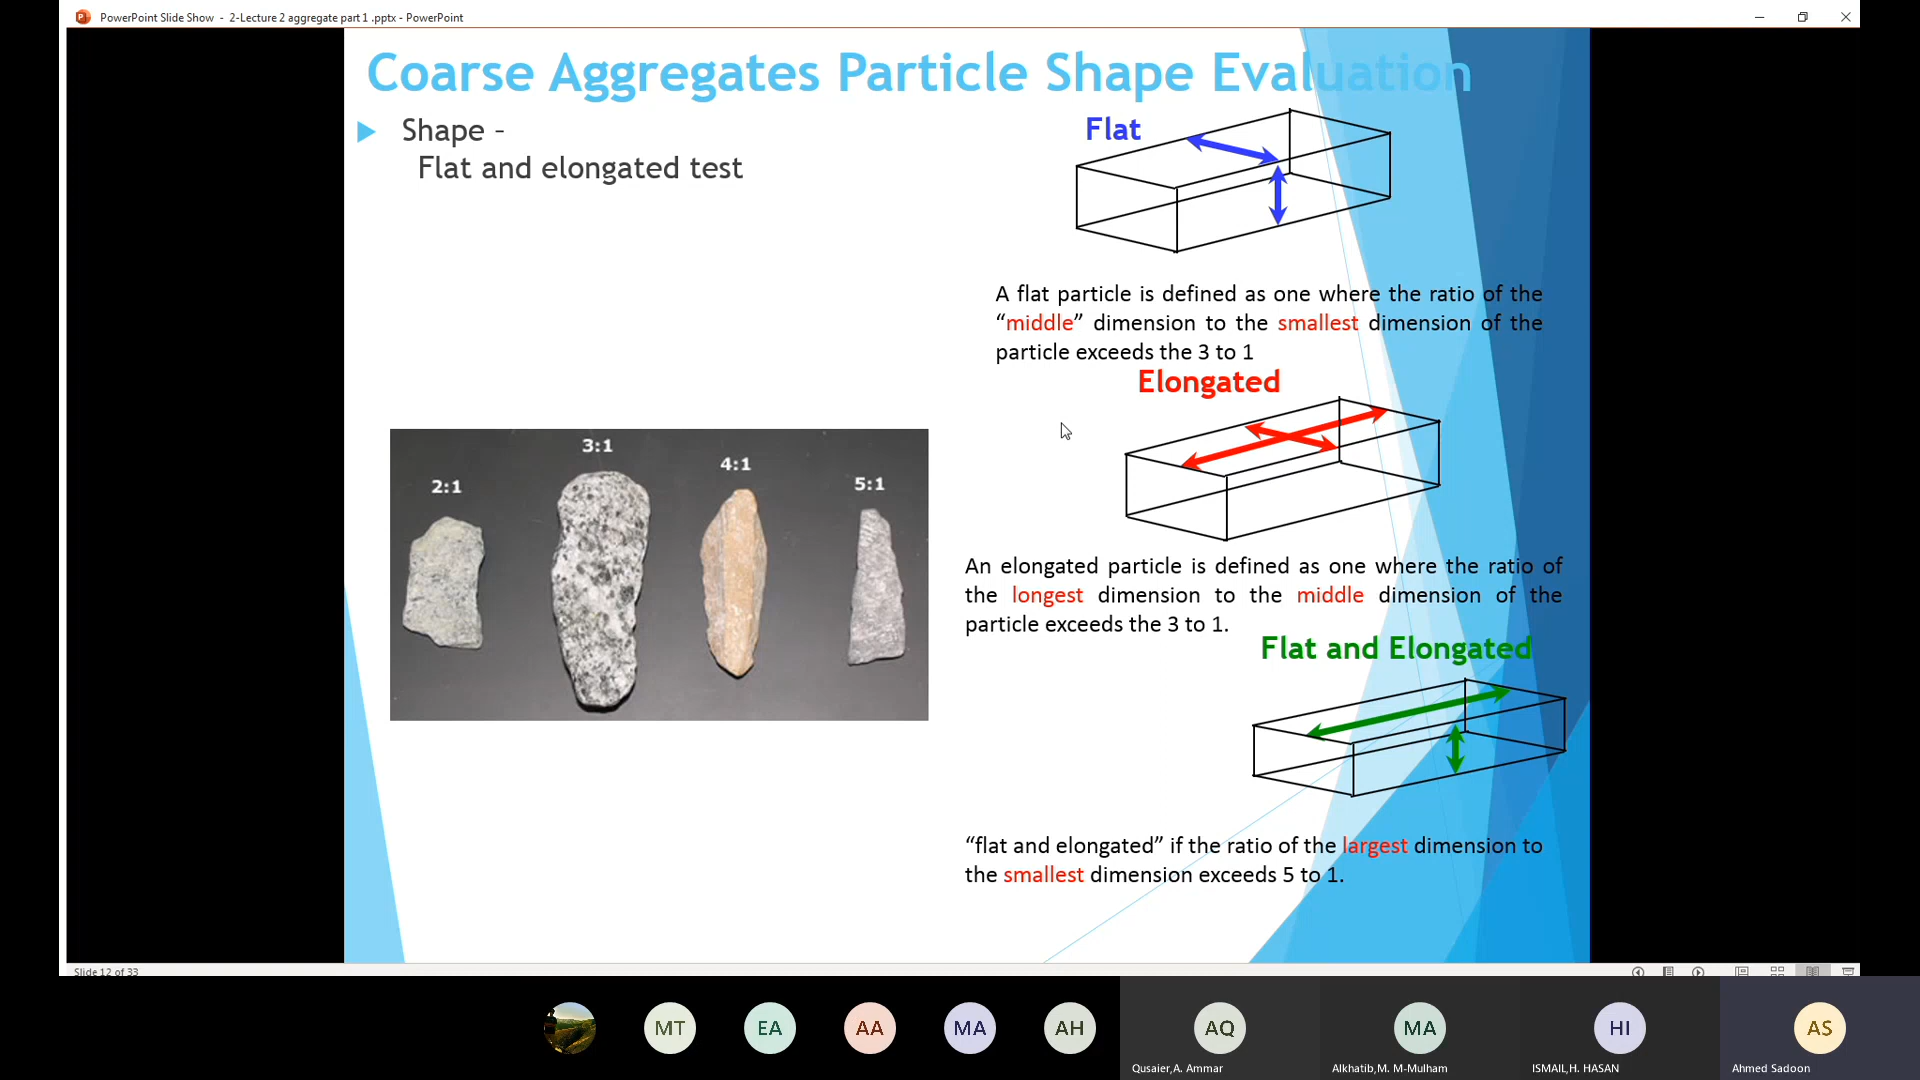 PowerPoint Slide Show - 2-Lecture 2 aggregate part 1 .pptx - PowerPoint
Coarse Aggregates Particle Shape Evaluation
Shape –
Flat and elongated test
Flat
A flat particle is defined as one where the ratio of the
“middle” dimension to the smallest dimension of the
particle exceeds the 3 to 1
Elongated
2:1
3:1
4:1
5:1
An elongated particle is defined as one where the ratio of
the longest dimension to the middle dimension of the
particle exceeds the 3 to 1.
Flat and Elongated
“flat and elongated” if the ratio of the largest dimension to
the smallest dimension exceeds 5 to 1.
Slide 12 of 33
MT
EA
AA
MA
AH
AQ
MA
HI
AS
Qusaier,A. Ammar
Alkhatib,M. M-Mulham
ISMAIL,H. HASAN
Ahmed Sadoon